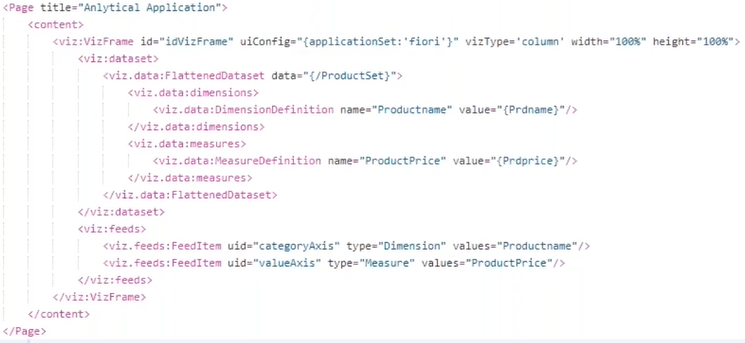 <Page title="Anlytical Application">
<content>
<viz:VizFrame id="idVizFrame" uiConfig="{applicationSet:'fiori'}" vizType='column' width="100%" height="100%">
<viz:dataset>
<viz.data:FlattenedDataset data="{/ProductSet}">
<viz.data:dimensions>
<viz.data:DimensionDefinition name="Productname" value="{Prdname}"/>
</viz.data:dimensions>
<viz.data:measures>
<viz.data:MeasureDefinition name="ProductPrice" value="{Prdprice}"/>
</viz.data:measures>
</viz.data:FlattenedDataset>
</viz:dataset>
<viz:feeds>
<viz.feeds:FeedItem uid="categoryAxis" type="Dimension" values="Productname"/>
<viz.feeds:FeedItem uid="valueAxis" type="Measure" values="ProductPrice"/>
</viz:feeds>
</viz:VizFrame>
</content>
</Page>